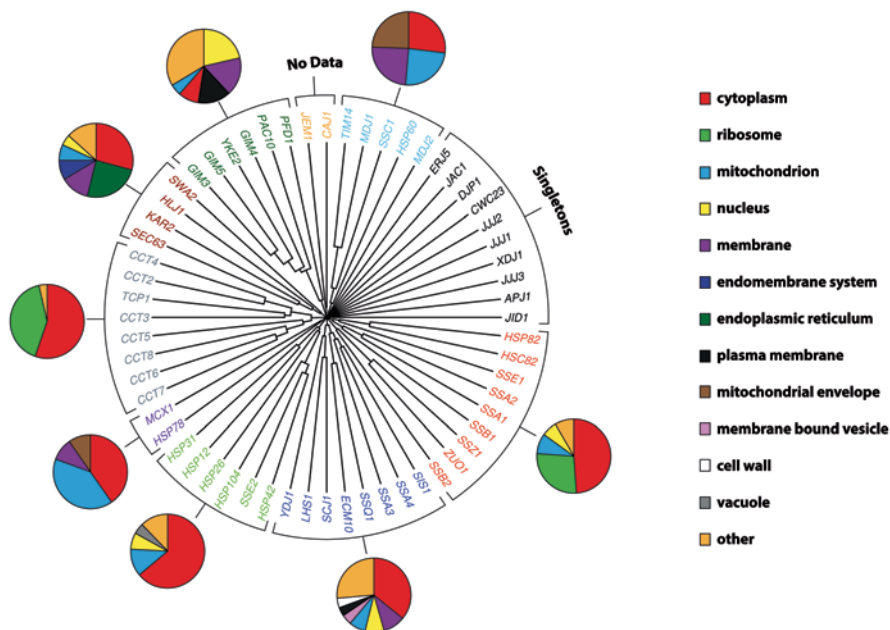 No Data
Singletons
JEM1
CAJ1
TIM14
MDJ1
SSC1
HSP60
MDJ2
ERJ5
JAC1
DJP1
CWC23
JJJ2
JJJ1
XDJ1
JJJ3
APJ1
JID1
HSP82
HSC82
SSE1
SSA2
SSA1
SSB1
SSZ1
ZUO1
SSB2
SIS1
SSA4
SSA3
SSQ1
ECM10
SCJ1
LHS1
YDJ1
HSP42
SSE2
HSP104
HSP26
HSP12
HSP31
HSP78
MCX1
CCT7
CCT6
CCT8
CCT5
CCT3
TCP1
CCT2
CCT4
SEC63
KAR2
HLJ1
SWA2
GIM3
GIM5
YKE2
GIM4
PAC10
PFD1
cytoplasm
ribosome
mitochondrion
nucleus
membrane
endomembrane system
endoplasmic reticulum
plasma membrane
mitochondrial envelope
membrane bound vesicle
cell wall
vacuole
other